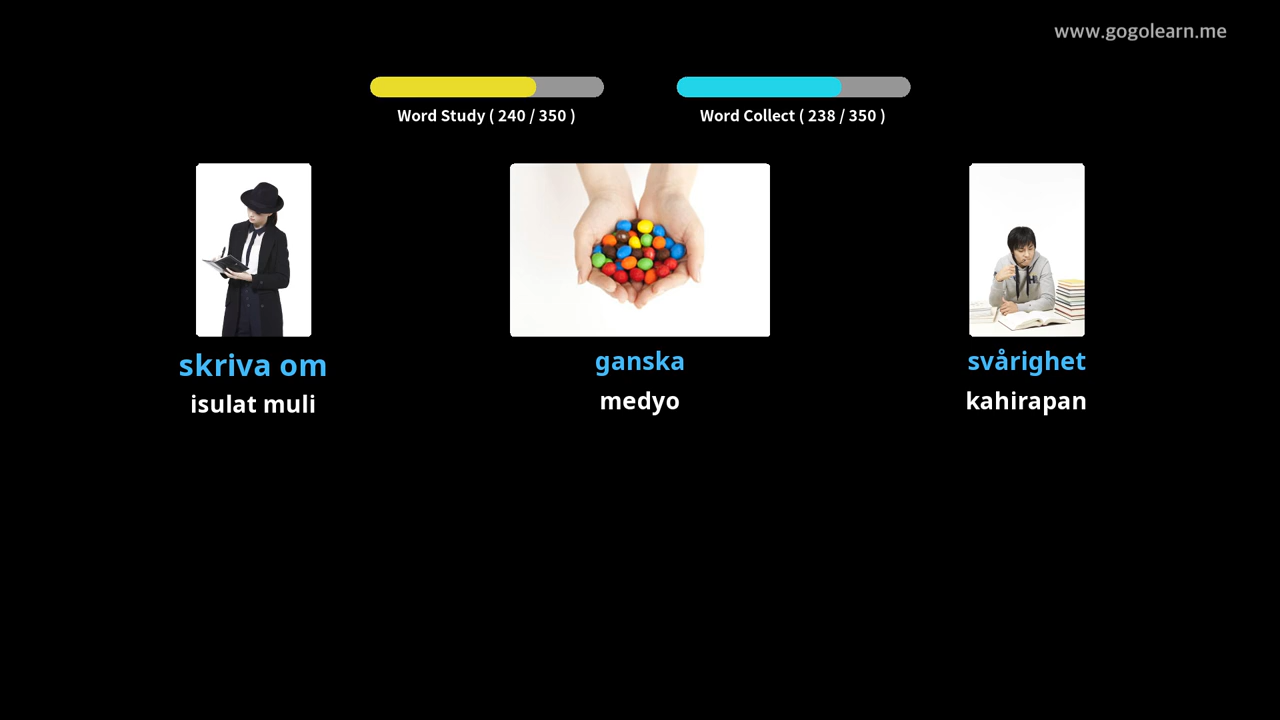 www.gogolearn.me
Word Study ( 240 / 350 )
Word Collect ( 238 / 350 )
skriva om
isulat muli
ganska
medyo
svårighet
kahirapan